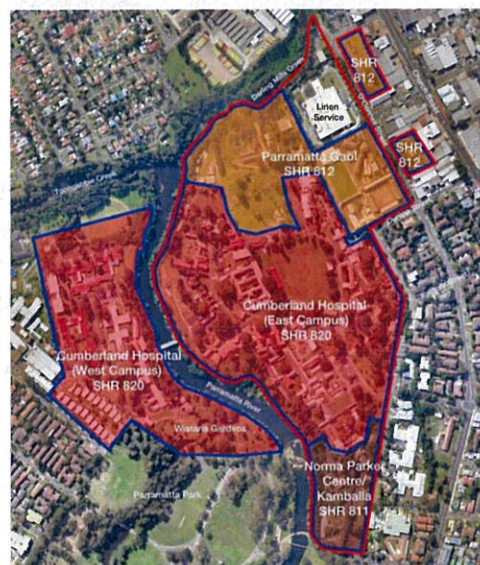 Darling Mills Creek
SHR
812
Linen
Service
SHR
812
Parramatta Gaol
SHR 812
Toongabbie Creek
Cumberland Hospital
(East Campus)
SHR 820
Cumberland Hospital
(West Campus)
SHR 820
Parramatta River
Wistaria Gardens
Norma Parker
Centre/
Kamballa
SHR 811
Parramatta Park